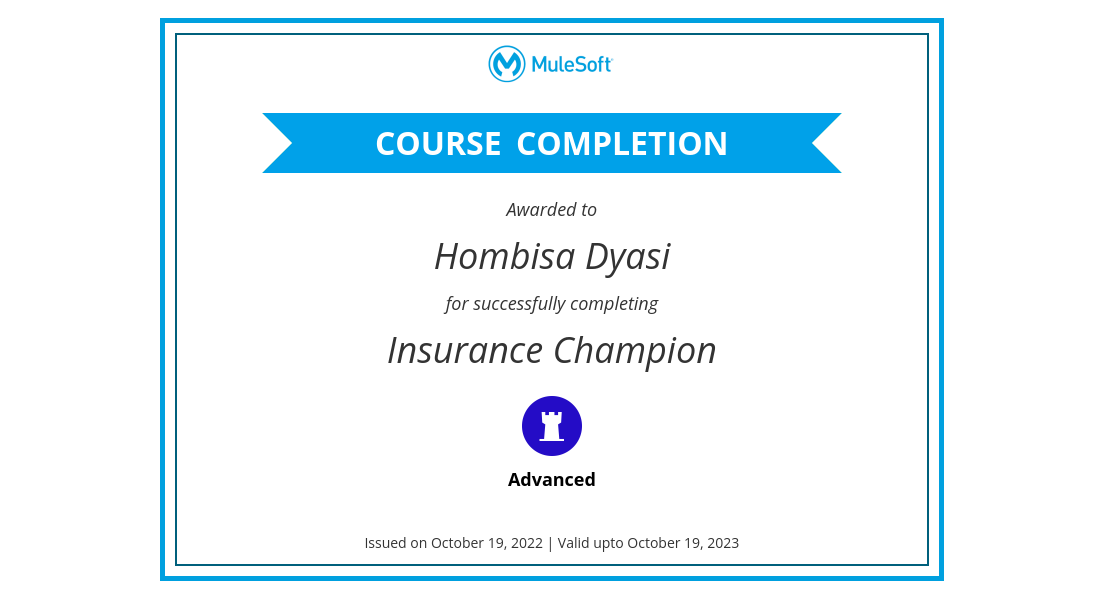 MuleSoft
COURSE COMPLETION
Awarded to
Hombisa Dyasi
for successfully completing
Insurance Champion
Advanced
Issued on October 19, 2022 | Valid upto October 19, 2023